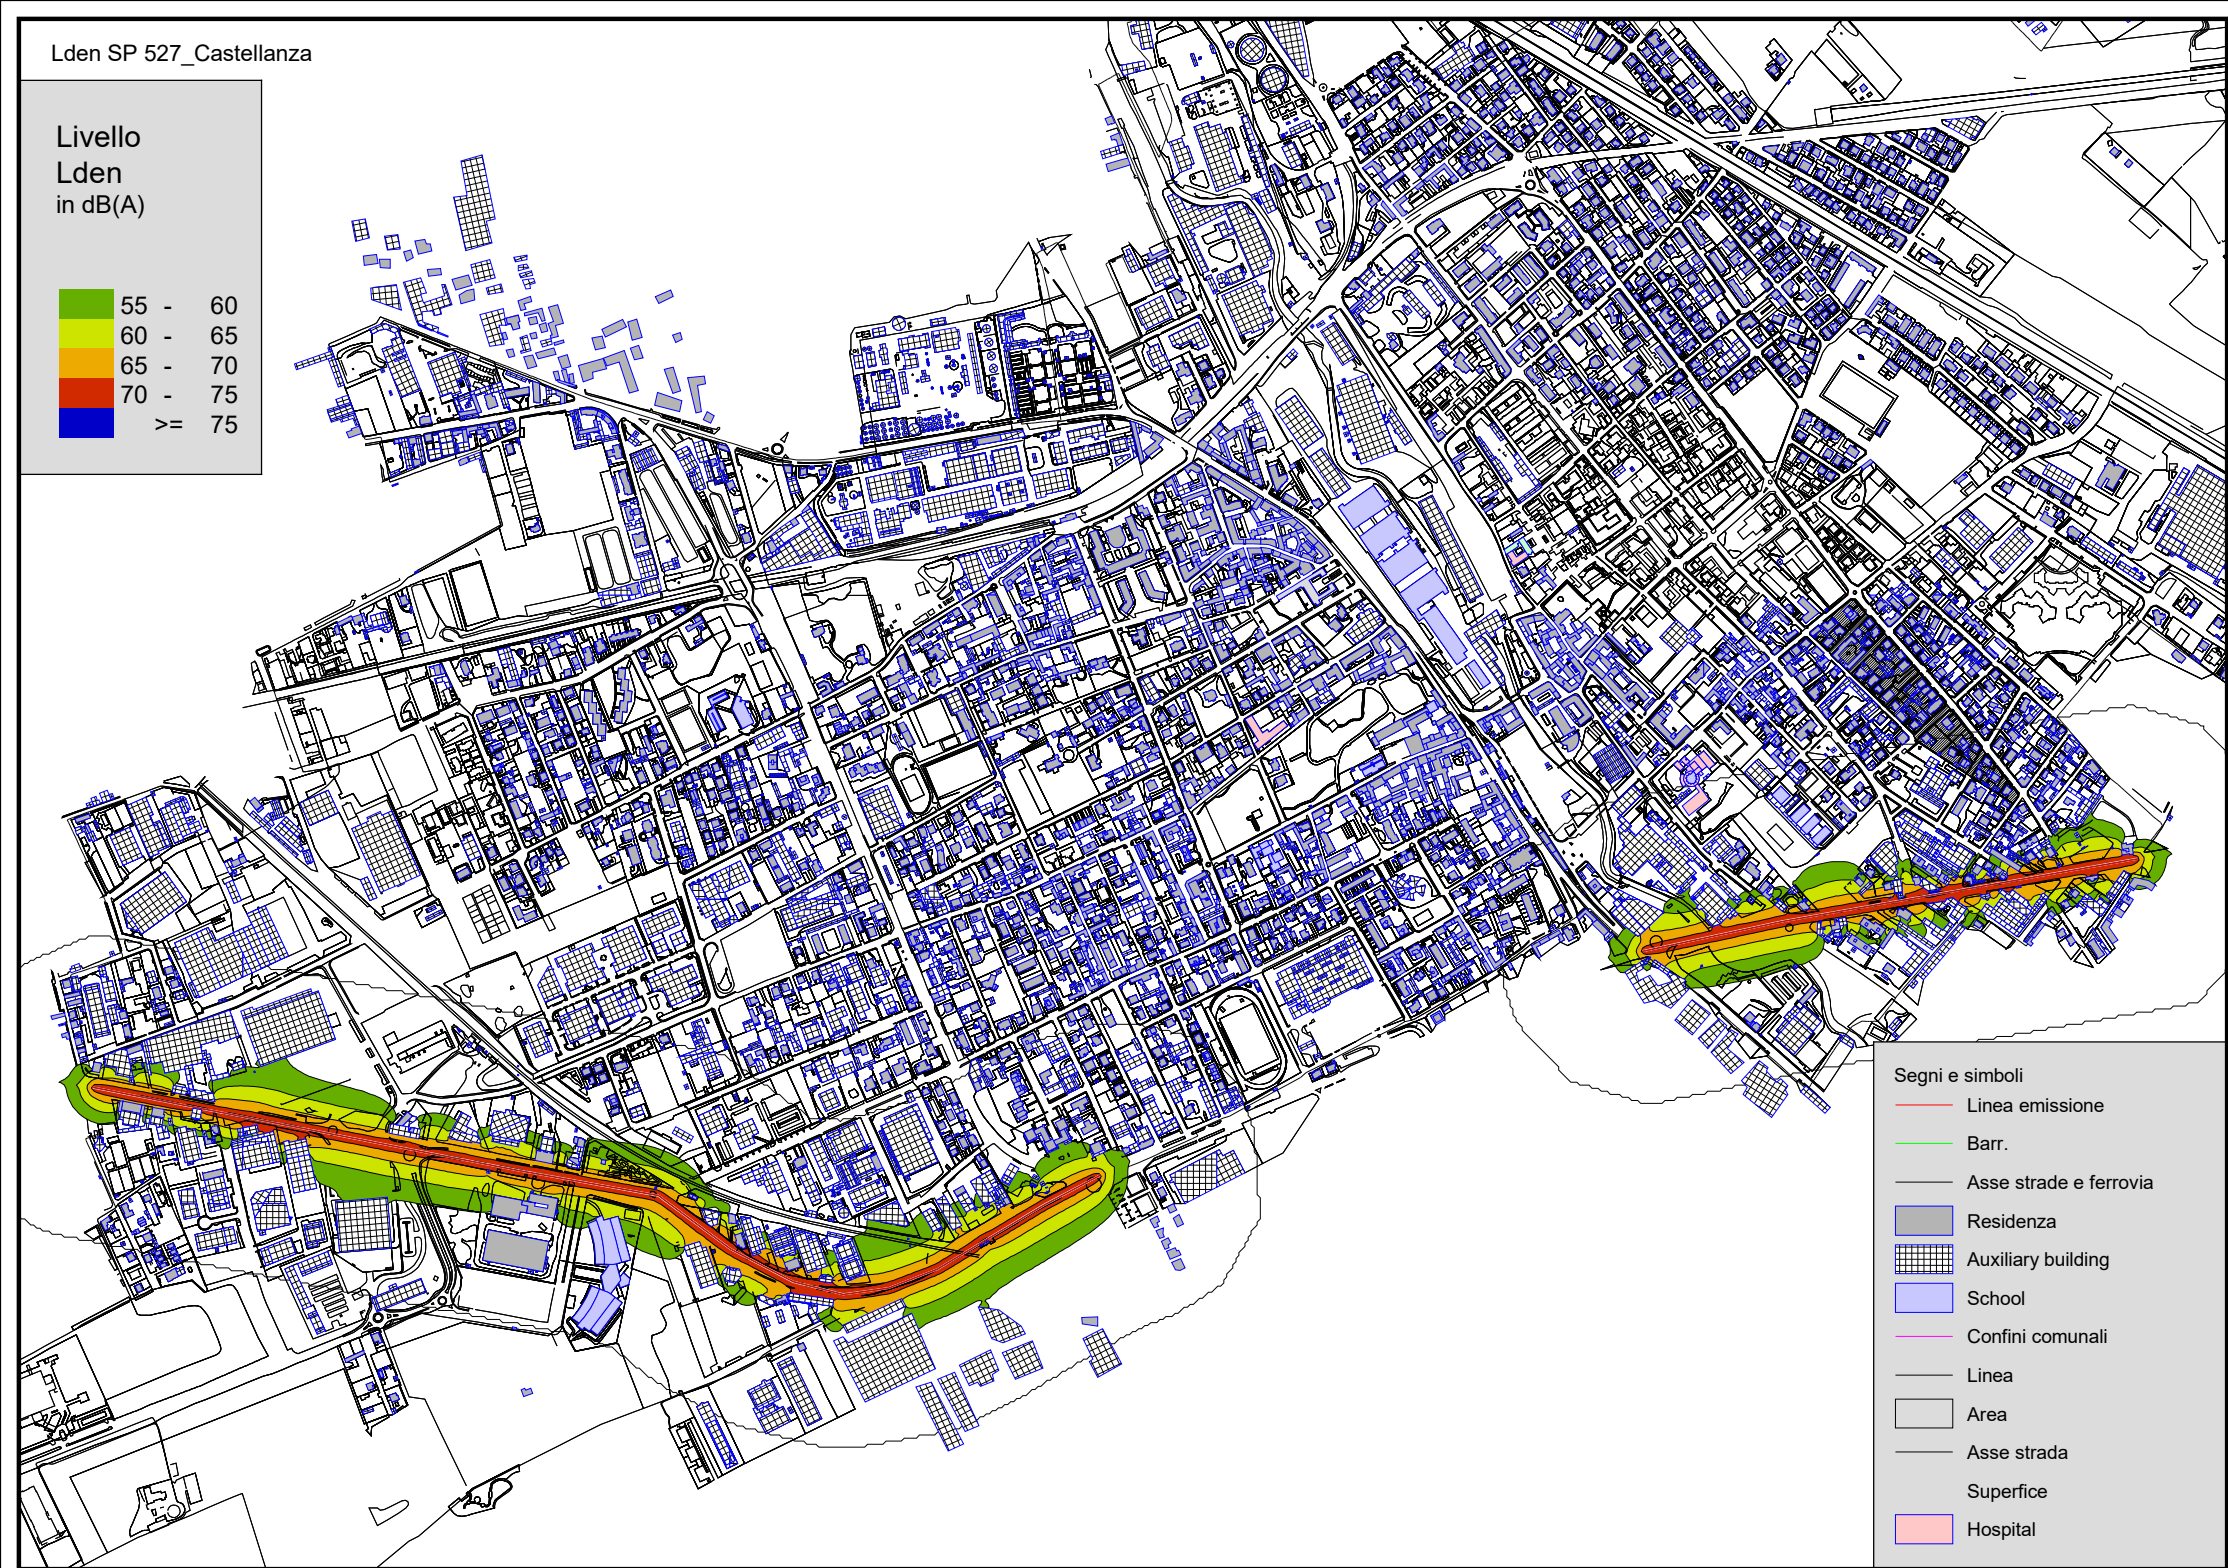 Lden SP 527_Castellanza
Livello
Lden
in dB(A)
55 - 60
60 - 65
65 - 70
70 - 75
>= 75
Segni e simboli
Linea emissione
Barr.
Asse strade e ferrovia
Residenza
Auxiliary building
School
Confini comunali
Linea
Area
Asse strada
Superfice
Hospital